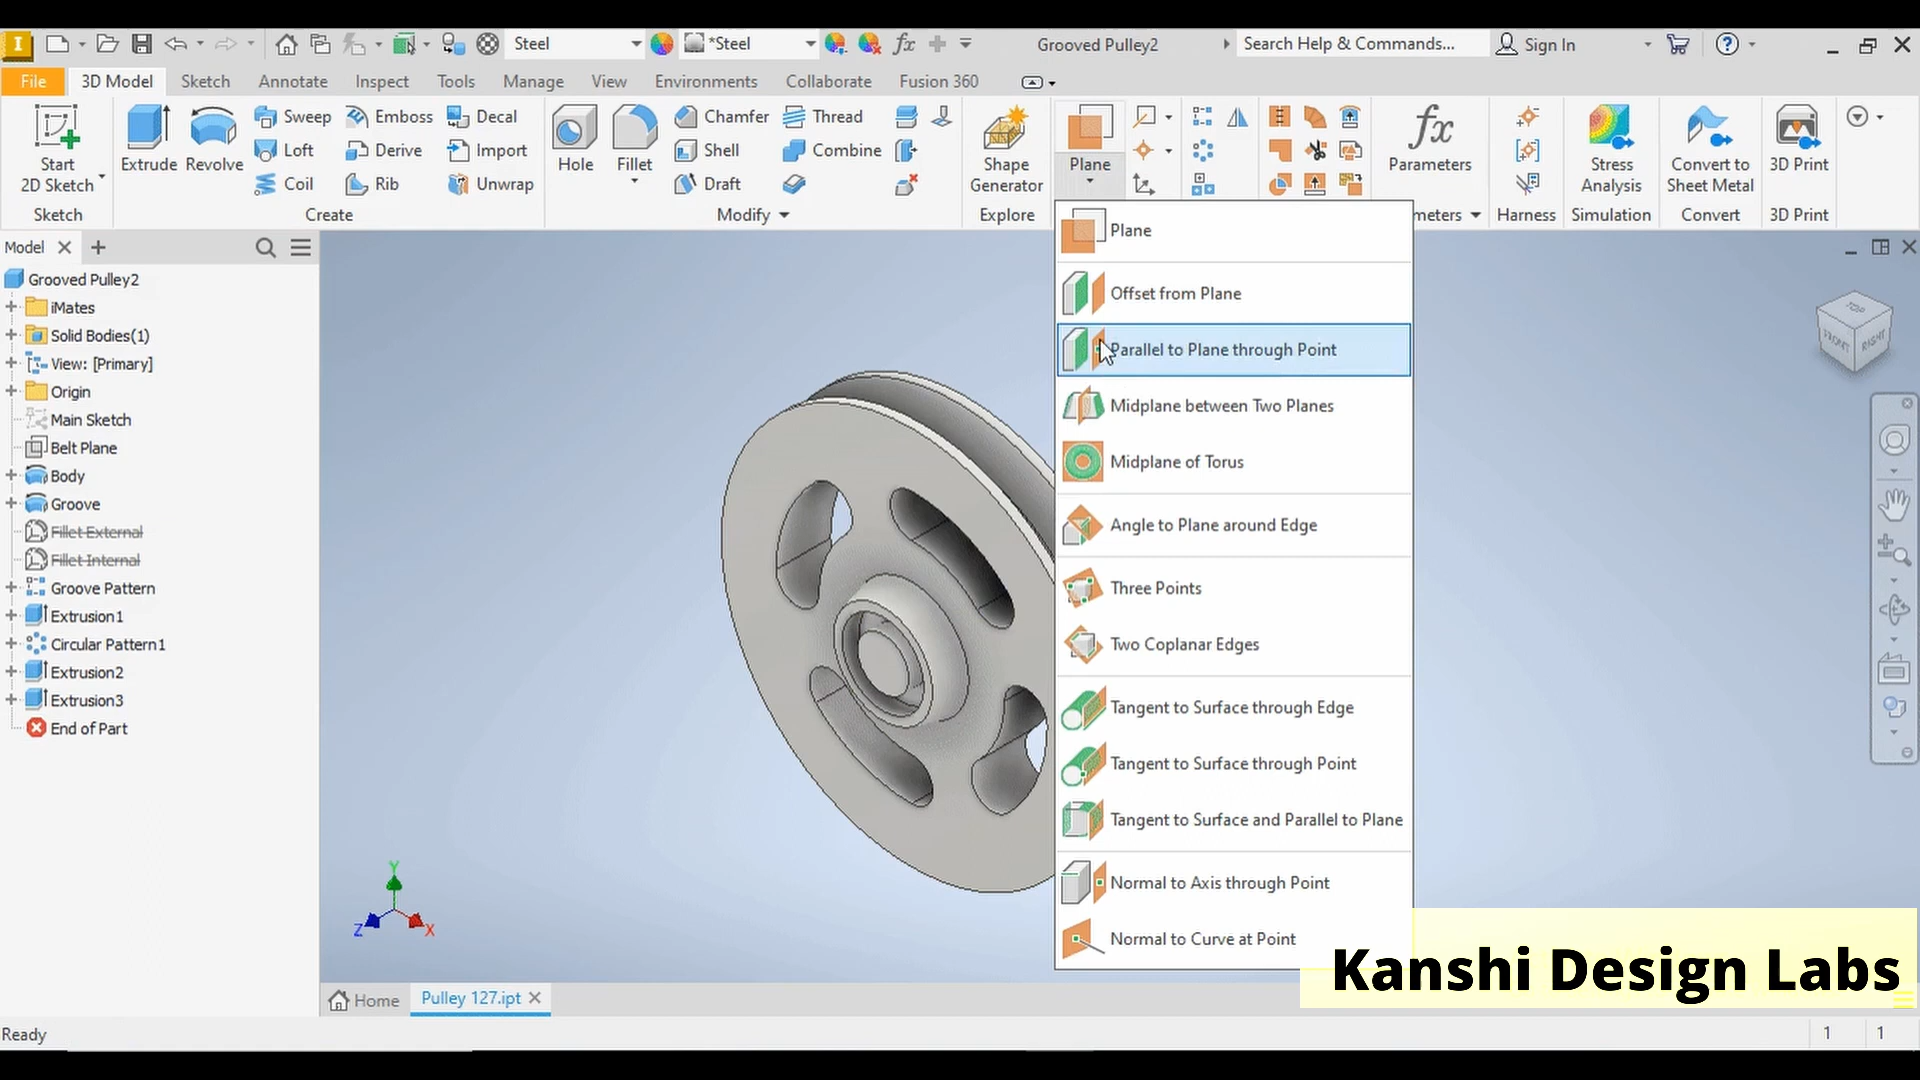 Steel
*Steel
fx
Grooved Pulley2
Search Help & Commands...
Sign In
File
3D Model
Sketch
Annotate
Inspect
Tools
Manage
View
Environments
Collaborate
Fusion 360
Start
2D Sketch
Sketch
Extrude
Revolve
Sweep
Emboss
Decal
Loft
Derive
Import
Coil
Rib
Unwrap
Create
Hole
Fillet
Chamfer
Thread
Shell
Combine
Draft
Modify
Shape
Generator
Explore
Plane
fx
Parameters
meters
Harness
Stress
Analysis
Simulation
Convert to
Sheet Metal
Convert
3D Print
3D Print
Model
Grooved Pulley2
iMates
Solid Bodies(1)
View: [Primary]
Origin
Main Sketch
Belt Plane
Body
Groove
Fillet External
Fillet Internal
Groove Pattern
Extrusion1
Circular Pattern1
Extrusion2
Extrusion3
End of Part
Plane
Offset from Plane
Parallel to Plane through Point
Midplane between Two Planes
Midplane of Torus
Angle to Plane around Edge
Three Points
Two Coplanar Edges
Tangent to Surface through Edge
Tangent to Surface through Point
Tangent to Surface and Parallel to Plane
Normal to Axis through Point
Normal to Curve at Point
TOP
FRONT
RIGHT
Y
Z
X
Kanshi Design Labs
Home
Pulley 127.ipt
Ready
1
1